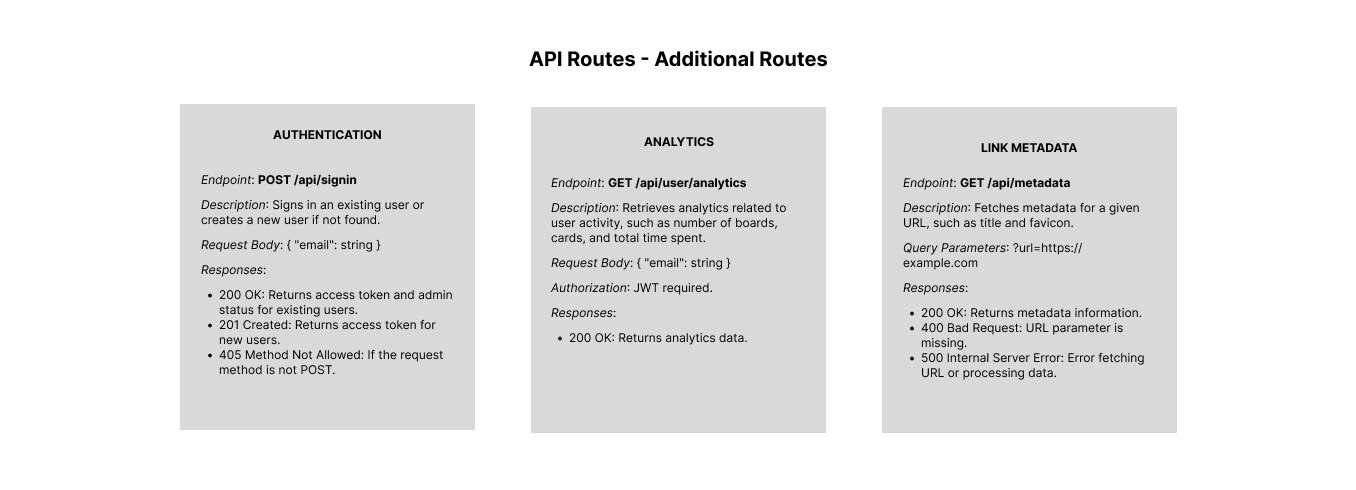 API Routes - Additional Routes
AUTHENTICATION
Endpoint: POST /api/signin
Description: Signs in an existing user or
creates a new user if not found.
Request Body: { "email": string }
Responses:
• 200 OK: Returns access token and admin
status for existing users.
• 201 Created: Returns access token for
new users.
• 405 Method Not Allowed: If the request
method is not POST.
ANALYTICS
Endpoint: GET /api/user/analytics
Description: Retrieves analytics related to
user activity, such as number of boards,
cards, and total time spent.
Request Body: { "email": string }
Authorization: JWT required.
Responses:
• 200 OK: Returns analytics data.
LINK METADATA
Endpoint: GET /api/metadata
Description: Fetches metadata for a given
URL, such as title and favicon.
Query Parameters: ?url=https://
example.com
Responses:
• 200 OK: Returns metadata information.
• 400 Bad Request: URL parameter is
missing.
• 500 Internal Server Error: Error fetching
URL or processing data.